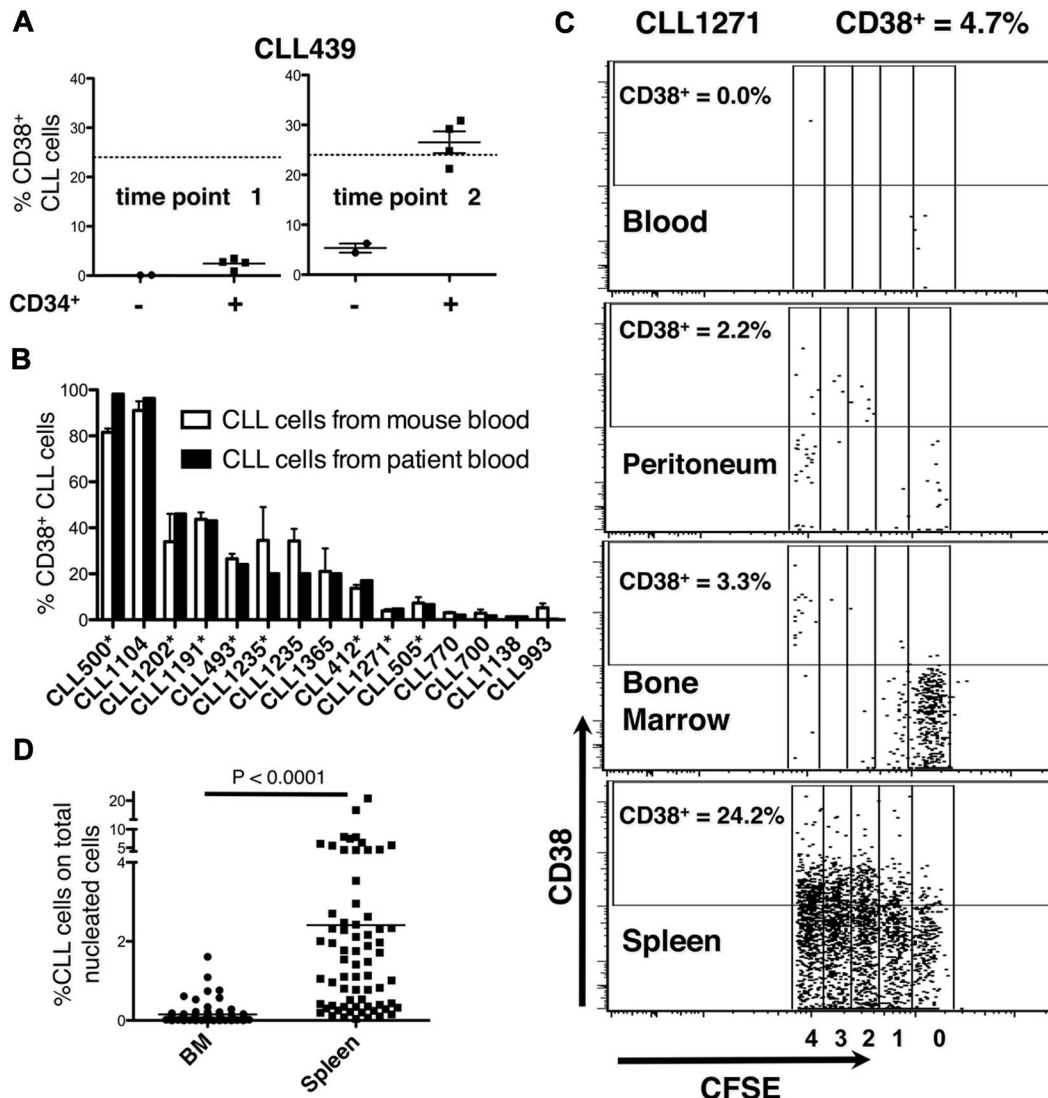 A
CLL439
40
30
20
10
0
% CD38+
CLL cells
time point 1
40
30
20
10
0
time point 2
CD34+
-
+
-
+
B
100
80
60
40
20
0
% CD38+ CLL cells
CLL cells from mouse blood
CLL cells from patient blood
CLL500*
CLL1104
CLL1202*
CLL1191*
CLL493*
CLL1235*
CLL1235
CLL1365
CLL412*
CLL1271*
CLL505*
CLL770
CLL700
CLL1138
CLL993
C
CLL1271 CD38+ = 4.7%
CD38+ = 0.0%
Blood
CD38+ = 2.2%
Peritoneum
CD38+ = 3.3%
Bone
Marrow
CD38+ = 24.2%
Spleen
CD38
4 3 2 1 0
CFSE
D
P < 0.0001
20
10
5
4
2
0
%CLL cells on total
nucleated cells
BM
Spleen